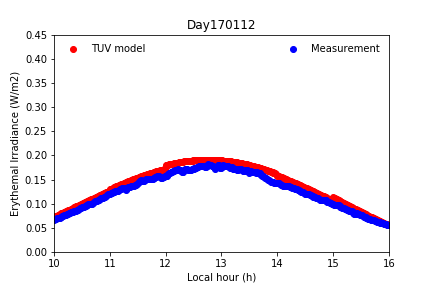 Day170112
TUV model
Measurement
Erythemal Irradiance (W/m2)
0.45
0.40
0.35
0.30
0.25
0.20
0.15
0.10
0.05
0.00
10 11 12 13 14 15 16
Local hour (h)